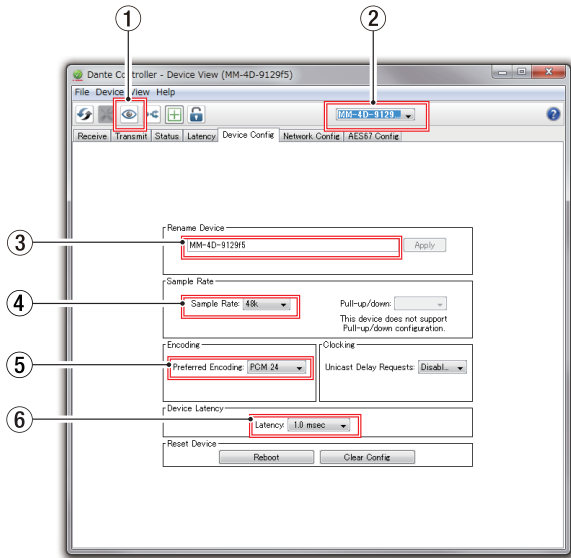 1 2
Dante Controller - Device View (MM-4D-9129f5)
File Device View Help
MM-4D-9129...
Receive Transmit Status Latency Device Config Network Config AES67 Config
Rename Device
3 MM-4D-9129f5 Apply
Sample Rate
4 Sample Rate: 48k Pull-up/down:
This device does not support
Pull-up/down configuration.
Encoding Clocking
5 Preferred Encoding: PCM 24 Unicast Delay Requests: Disabl...
Device Latency
6 Latency: 1.0 msec
Reset Device
Reboot Clear Config